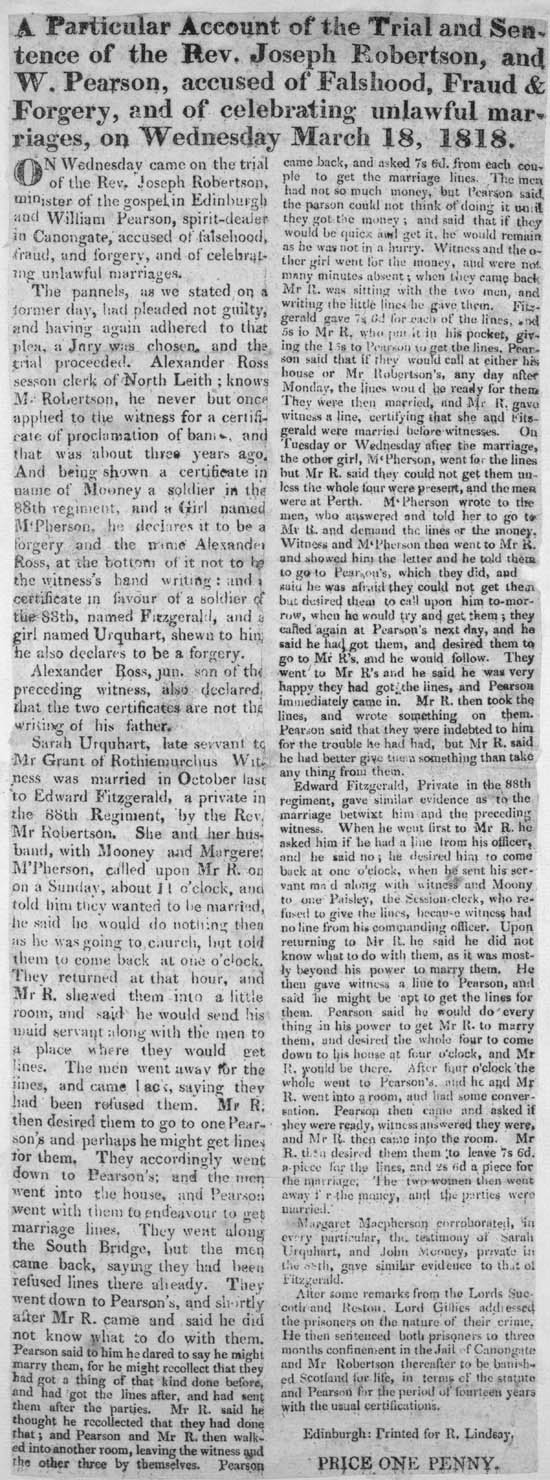 A Particular Account of the Trial and Sen-
tence of the Rev. Joseph Robertson, and
W. Pearson, accused of Falshood, Fraud &
Forgery, and of celebrating unlawful mar-
riages, on Wednesday March 18, 1818.
ON Wednesday came on the trial
of the Rev. Joseph Robertson,
minister of the gospel in Edinburgh
and William Pearson, spirit-dealer
in Canongate, accused of falsehood,
fraud, and forgery, and of celebrat-
ing unlawful marriages.
The pannels, as we stated on a
former day, had pleaded not guilty,
and having again adhered to that
plea, a Jury was chosen, and the
trial proceeded. Alexander Ross
sesson clerk of North Leith; knows
Mr Robertson, he never but once
applied to the witness for a certifi-
cate of proclamation of bans, and
that was about three years ago.
And being shown a certificate in
name of Mooney a soldier in the
88th regiment, and a Girl named
M'Pherson, he declares it to be a
forgery and the name Alexander
Ross, at the bottom of it not to be
the witness's hand writing: and a
certificate in favour of a soldier of
the 88th, named Fitzgerald, and a
girl named Urquhart, shewn to him,
he also declares to be a forgery.
Alexander Ross, jun. son of the
preceding witness, also declared,
that the two certificates are not the
writing of his father.
Sarah Urquhart, late servant to
Mr Grant of Rothiemurchus Wit-
ness was married in October last
to Edward Fitzgerald, a private in
the 88th Regiment, by the Rev.
Mr Robertson. She and her hus-
band, with Mooney and Margeret
M'Pherson, called upon Mr R. on
on a Sunday, about 11 o'clock, and
told him they wanted to be married,
he said he would do nothing then
as he was going to church, but told
them to come back at one o'clock.
They returned at that hour, and
Mr R. shewed them into a little
room, and said he would send his
maid servant along with the men to
a place where they would get
lines. The men went away for the
lines, and came back, saying they
had been refused them. Mr R.
then desired them to go to one Pear-
son's and perhaps he might get lines
for them. They accordingly went
down to Pearson's; and the men
went into the house, and Pearson
went with them to endeavour to get
marriage lines. They went along
the South Bridge, but the men
came back, saying they had been
refused lines there already. They
went down to Pearson's, and shortly
after Mr R. came and said he did
not know what to do with them.
Pearson said to him he dared to say he might
marry them, for he might recollect that they
had got a thing of that kind done before,
and had got the lines after, and had sent
them after the parties. Mr R. said he
thought he recollected that they had done
that; and Pearson and Mr R. then walk-
ed into another room, leaving the witness and
the other three by themselves. Pearson
came back, and asked 7s 6d. from each cou-
ple to get the marriage lines. The men
had not so much money, but Pearson said,
the parson could not think of doing it until
they got the money; and said that if they
would be quick and get it, he would remain
as he was not in a hurry. Witness and the o-
ther girl went for the money, and were not
many minutes absent; when they came back
Mr R. was sitting with the two men, and
writing the little lines he gave them. Fitz-
gerald gave 7s 6d for each of the lines, and
5s io Mr R, who put it in his pocket, giv-
ing the 15s to Pearson to get the lines. Pear-
son said that if they would call at either his
house or Mr Robertson's, any day after
Monday, the lines would he ready for them
They were then married, and Mr R. gave
witness a line, certifying that she and Fitz-
gerald were married before witnesses. On
Tuesday or Wednesday after the marriage,
the other girl, M'Pherson, went for the lines
but Mr R. said they could not get them un-
less the whole four were present, and the men
were at Perth. M'Pherson wrote to the
men, who answered and told her to go to
Mr R. and demand the lines or the money.
Witness and M'Pherson then went to Mr R.
and showed him the letter and he told them
to go to Pearson's, which they did, and
said he was afraid they could not get them
but desired them to call upon him to-mor-
row, when he would try and get them; they
called again at Pearson's next day, and he
said he had got them, and desired them to
go to Mr R's, and he would follow. They
went to Mr R's and he said he was very
happy they had got the lines, and Pearson
immediately came in. Mr R. then took the
lines, and wrote something on them.
Pearson said that they were indebted to him
for the trouble he had had, but Mr R. said
he had better give them something than take
any thing from them.
Edward Fitzgerald, Private in the 88th
regiment, gave similar evidence as to the
marriage betwixt him and the preceding
witness. When he went first to Mr R. he
asked him if he had a line from his officer,
and he said no; he desired him to come
back at one o'clock, when he sent his ser-
vant maid along with witness and Moony
to one Paisley, the Session-clerk, who re-
fused to give the lines, because witness had
no line from his commanding officer. Upon
returning to Mr R. he said he did not
know what to do with them, as it was most-
ly beyond his power to marry them. He
then gave witness a line to Pearson, and
said he might be apt to get the lines for
them. Pearson said he would do every
thing in his power to get Mr R. to marry
them, and desired the whole four to come
down to his house at four o'clock, and Mr
R. would be there. After four o'clock the
whole went to Pearson's, and he and Mr
R. went into a room, and had some conver-
sation. Pearson then came and asked if
they were ready, witness answered they were,
and Mr R. then came into the room. Mr
R. then desired them them to leave 7s 6d.
a-piece for the lines, and 2s 6d a piece for
the marriage. The two women then went
away for the money, and the parties were
married.
Margaret Macpherson corroborated, in
every particular, the testimony of Sarah
Urquhart, and John Mooney, private in
the 88th, gave similar evidence to that of
Fitzgerald.
After some remarks from the Lords Suc-
coth and Reston, Lord Gillies addressed
the prisoners on the nature of their crime.
He then sentenced both prisoners to three
months confinement in the Jail of Canongate
and Mr Robertson thereafter to be banish-
ed Scotland for life, in terms of the statute
and Pearson for the period of fourteen years
with the usual certifications.
Edinburgh: Printed for R. Lindsay.
PRICE ONE PENNY.